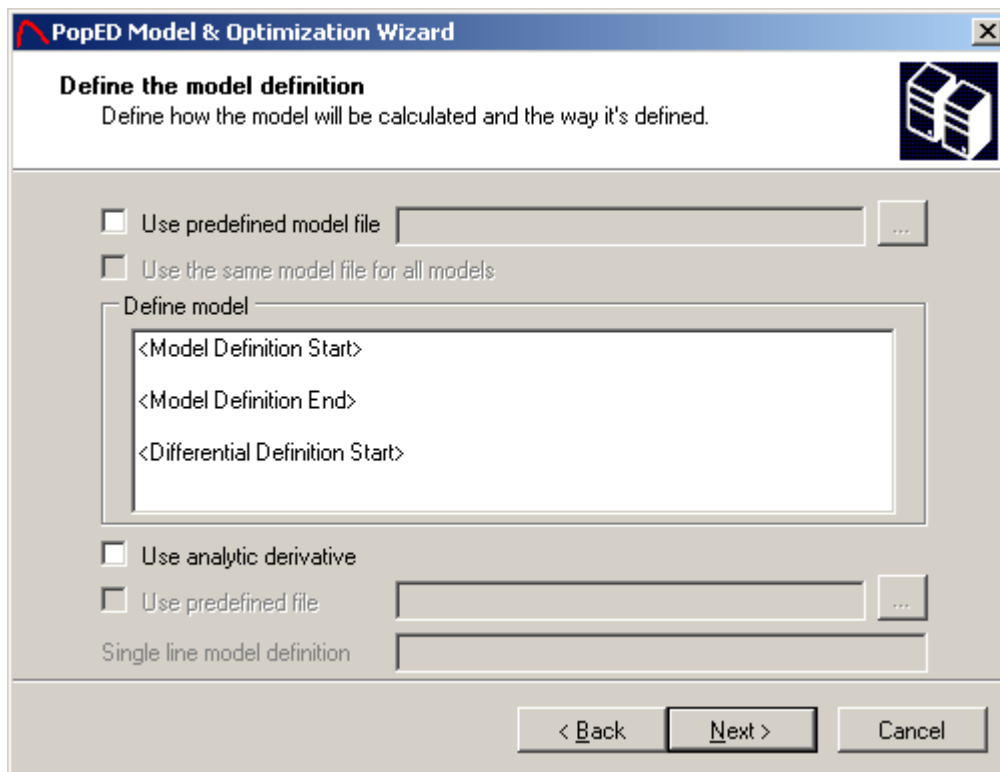 PopED Model & Optimization Wizard
Define the model definition
Define how the model will be calculated and the way it's defined.
Use predefined model file ...
Use the same model file for all models
Define model
<Model Definition Start>
<Model Definition End>
<Differential Definition Start>
Use analytic derivative
Use predefined file ...
Single line model definition
< Back Next > Cancel